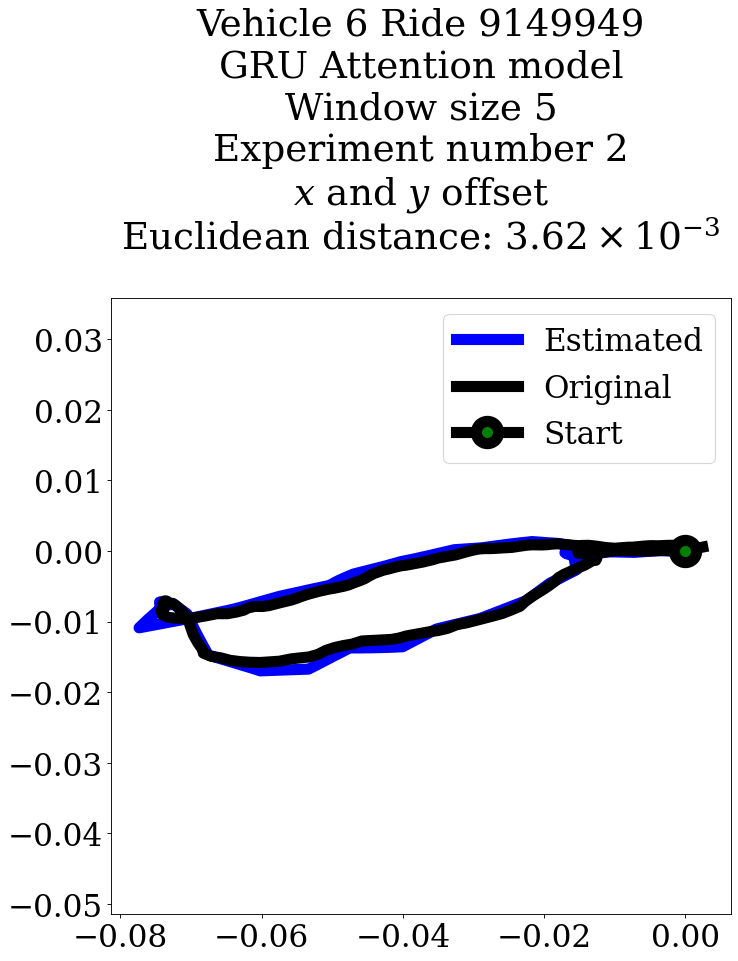 Vehicle 6 Ride 9149949
GRU Attention model
Window size 5
Experiment number 2
x and y offset
Euclidean distance: 3.62 × 10⁻³
Estimated
Original
Start
0.03
0.02
0.01
0.00
−0.01
−0.02
−0.03
−0.04
−0.05
−0.08 −0.06 −0.04 −0.02 0.00